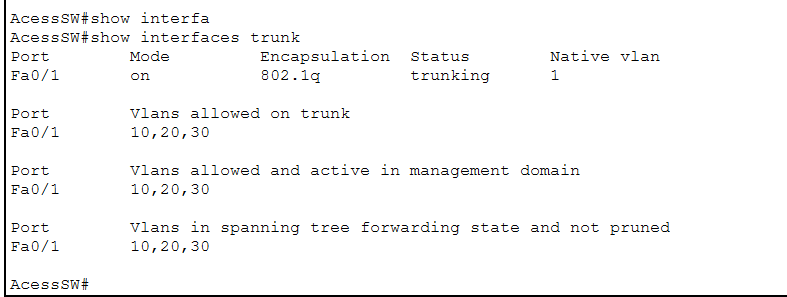 AcessSW#show interfa
AcessSW#show interfaces trunk
Port        Mode         Encapsulation  Status        Native vlan
Fa0/1       on           802.1q         trunking      1
Port        Vlans allowed on trunk
Fa0/1       10,20,30
Port        Vlans allowed and active in management domain
Fa0/1       10,20,30
Port        Vlans in spanning tree forwarding state and not pruned
Fa0/1       10,20,30
AcessSW#